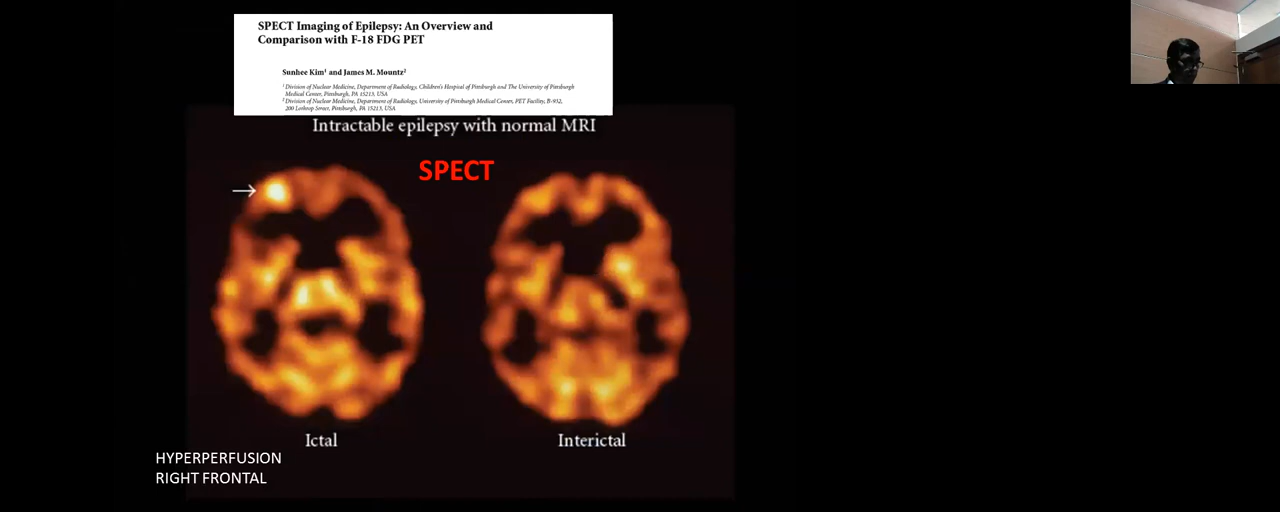 SPECT Imaging of Epilepsy: An Overview and
Comparison with F-18 FDG PET
Sunhee Kim¹ and James M. Mountz²
¹ Division of Nuclear Medicine, Department of Radiology, Children's Hospital of Pittsburgh and The University of Pittsburgh
Medical Center, Pittsburgh, PA 15213, USA
² Division of Nuclear Medicine, Department of Radiology, University of Pittsburgh Medical Center, PET Facility, B-932,
200 Lothrop Street, Pittsburgh, PA 15213, USA
Intractable epilepsy with normal MRI
SPECT
Ictal
Interictal
HYPERPERFUSION
RIGHT FRONTAL